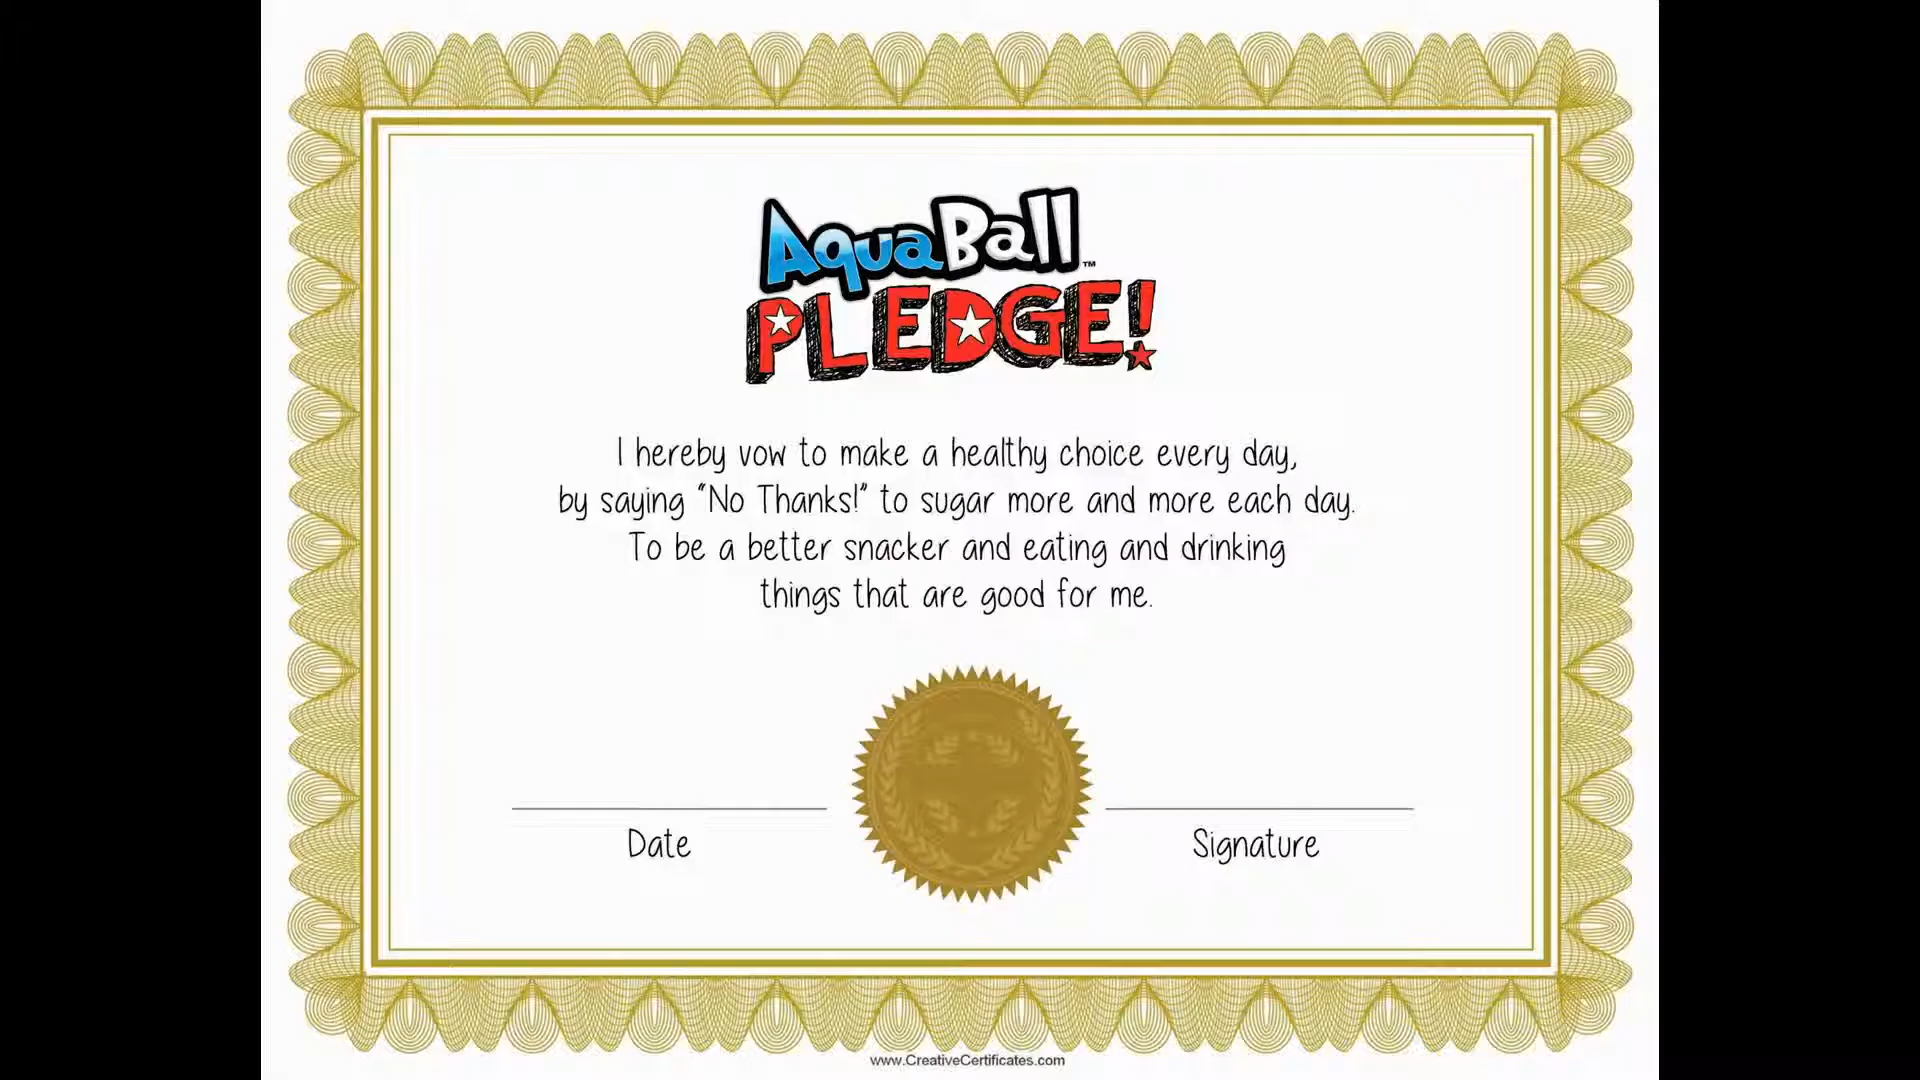 AquaBall™
PLEDGE!
I hereby vow to make a healthy choice every day,
by saying "No Thanks!" to sugar more and more each day.
To be a better snacker and eating and drinking
things that are good for me.
Date
Signature
www.CreativeCertificates.com